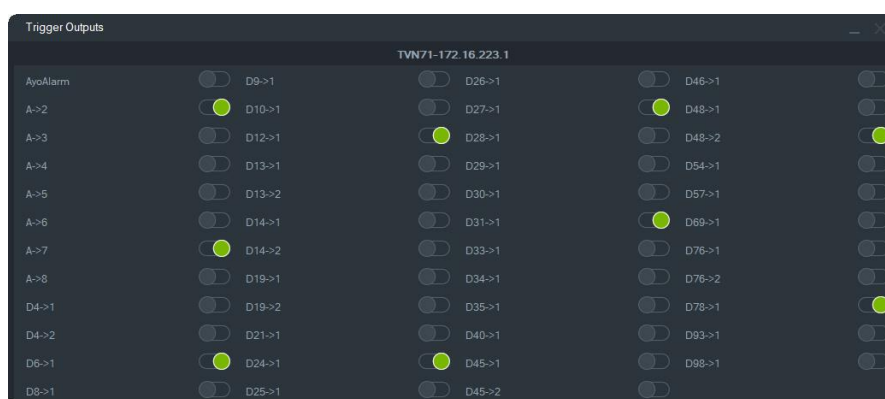 Trigger Outputs
TVN71-172.16.223.1
AyoAlarm D9->1 D26->1 D46->1
A->2 D10->1 D27->1 D48->1
A->3 D12->1 D28->1 D48->2
A->4 D13->1 D29->1 D54->1
A->5 D13->2 D30->1 D57->1
A->6 D14->1 D31->1 D69->1
A->7 D14->2 D33->1 D76->1
A->8 D19->1 D34->1 D76->2
D4->1 D19->2 D35->1 D78->1
D4->2 D21->1 D40->1 D93->1
D6->1 D24->1 D45->1 D98->1
D8->1 D25->1 D45->2